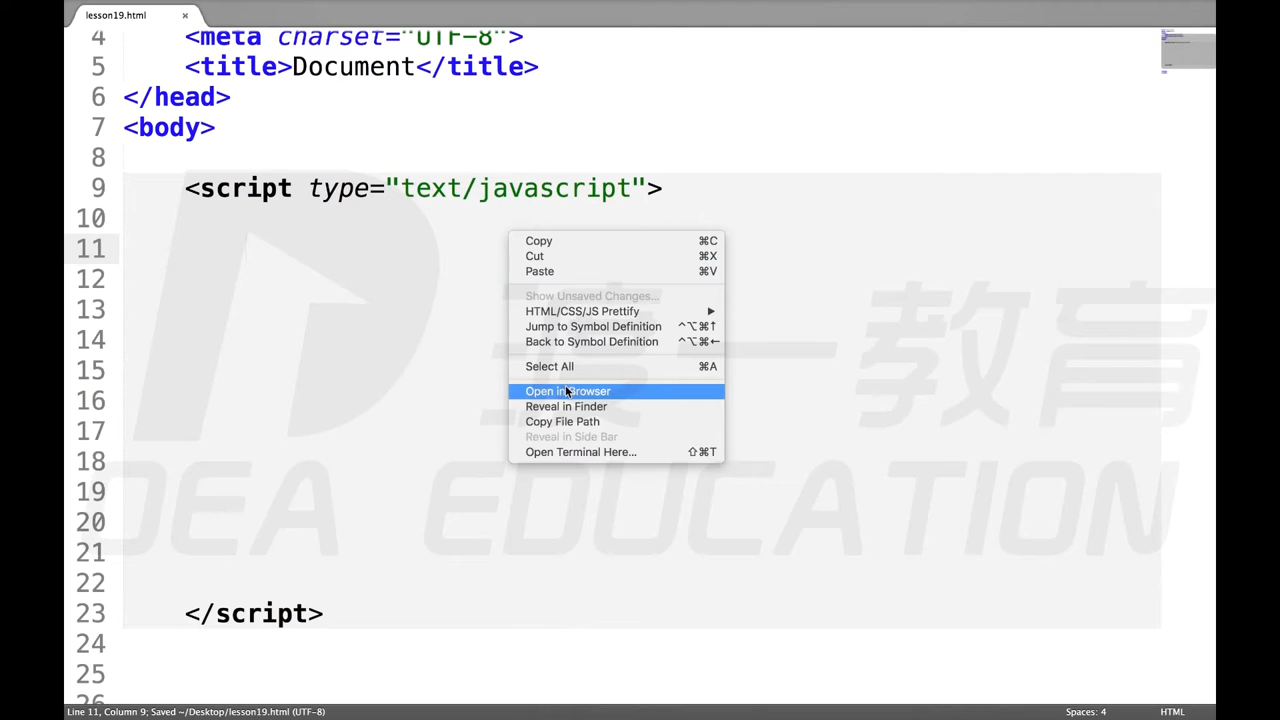 lesson19.html
4 <meta charset="UTF-8">
5 <title>Document</title>
6 </head>
7 <body>
8
9 <script type="text/javascript">
10
11
12
13
14
15
16
17
18
19
20
21
22
23 </script>
24
25
26
Copy ⌘C
Cut ⌘X
Paste ⌘V
Show Unsaved Changes...
HTML/CSS/JS Prettify ▶
Jump to Symbol Definition ^⌥⌘↑
Back to Symbol Definition ^⌥⌘←
Select All ⌘A
Open in Browser
Reveal in Finder
Copy File Path
Reveal in Side Bar
Open Terminal Here... ⇧⌘T
渡一教育
DEA EDUCATION
Line 11, Column 9; Saved ~/Desktop/lesson19.html (UTF-8)
Spaces: 4
HTML